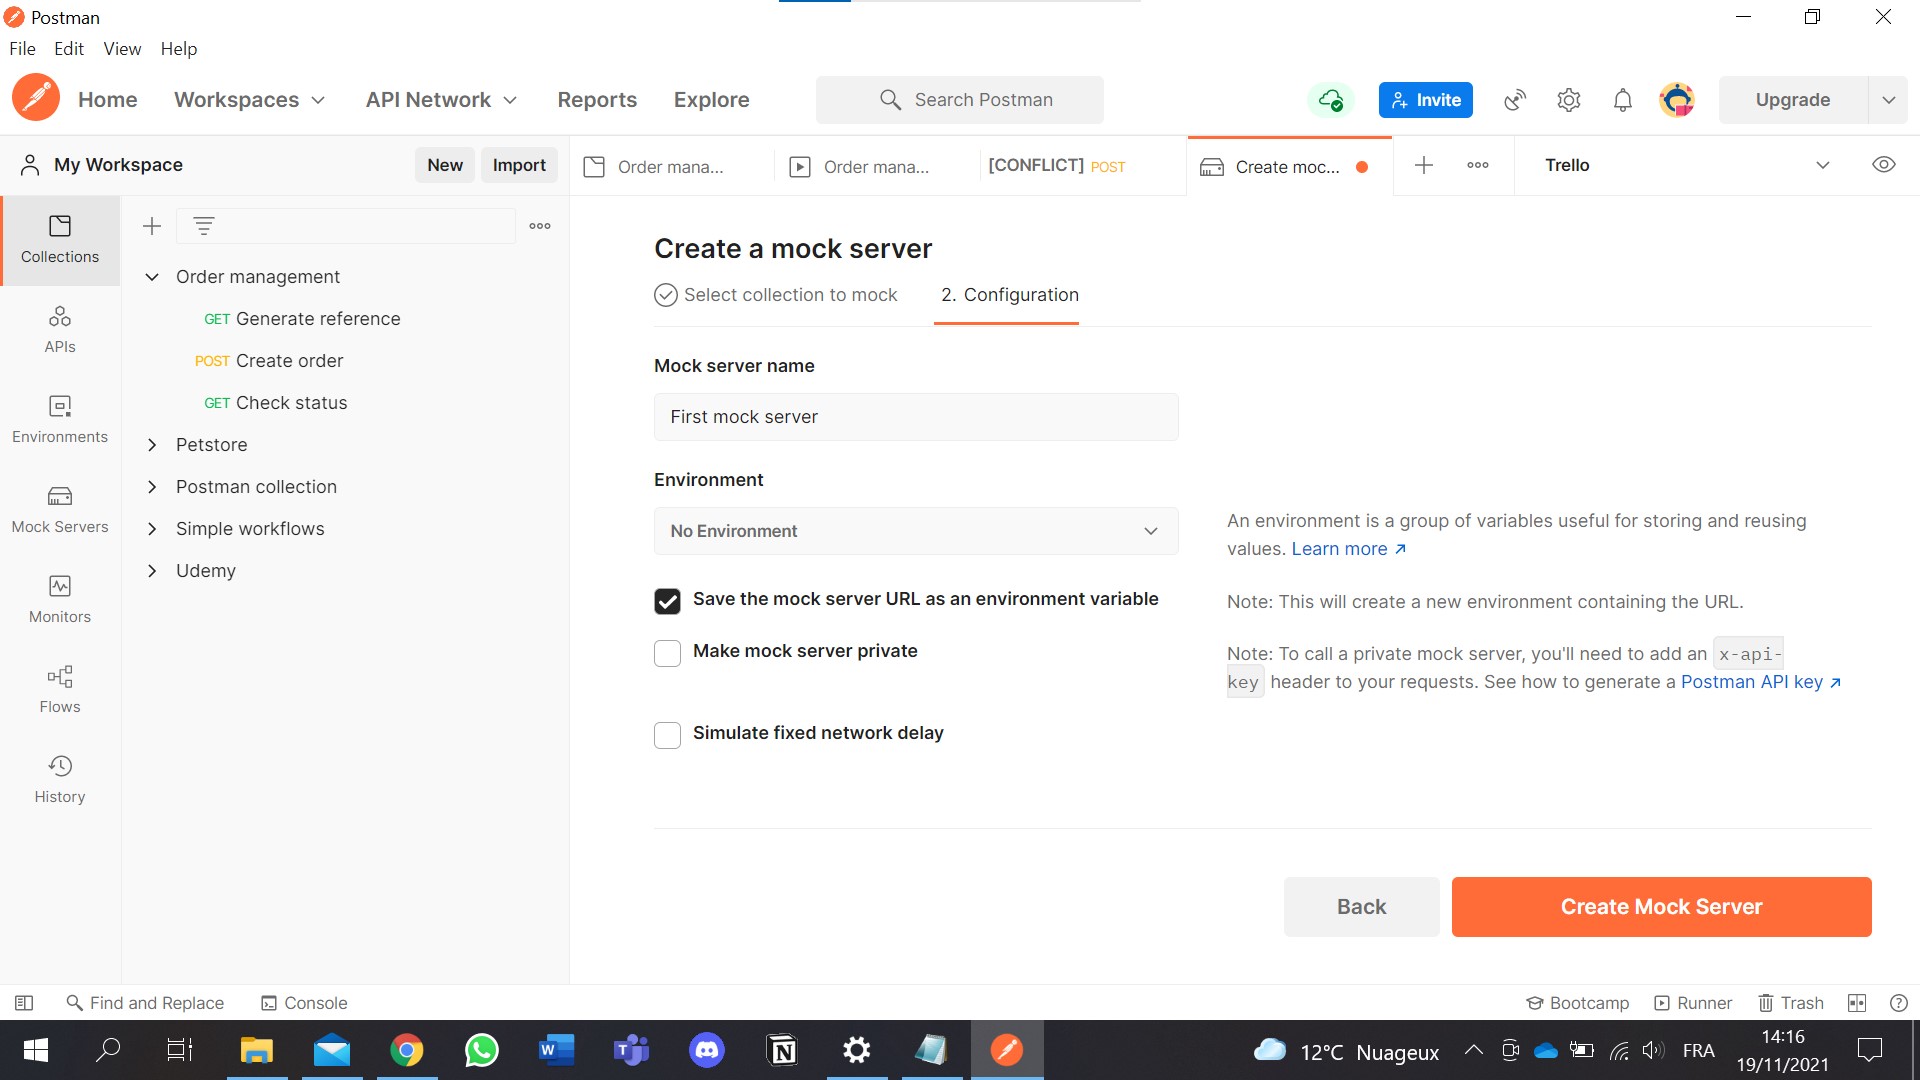 Postman
File Edit View Help
Home Workspaces API Network Reports Explore Search Postman Invite Upgrade
My Workspace New Import Order mana... Order mana... [CONFLICT] POST Create moc... Trello
Collections
APIs
Environments
Mock Servers
Monitors
Flows
History
Order management
GET Generate reference
POST Create order
GET Check status
Petstore
Postman collection
Simple workflows
Udemy
Create a mock server
Select collection to mock 2. Configuration
Mock server name
First mock server
Environment
No Environment
An environment is a group of variables useful for storing and reusing
values. Learn more ↗
Save the mock server URL as an environment variable
Note: This will create a new environment containing the URL.
Make mock server private
Note: To call a private mock server, you'll need to add an x-api-
key header to your requests. See how to generate a Postman API key ↗
Simulate fixed network delay
Back Create Mock Server
Find and Replace Console Bootcamp Runner Trash
12°C Nuageux FRA 14:16
19/11/2021